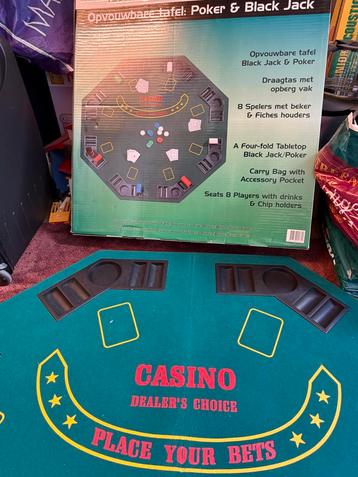 Opvouwbare tafel: Poker & Black Jack
Opvouwbare tafel
Black Jack & Poker
Draagtas met
opberg vak
8 Spelers met beker
& Fiches houders
A Four-fold Tabletop
Black Jack/Poker
Carry Bag with
Accessory Pocket
Seats 8 Players with drinks
& Chip holders
CASINO
DEALER'S CHOICE
PLACE YOUR BETS